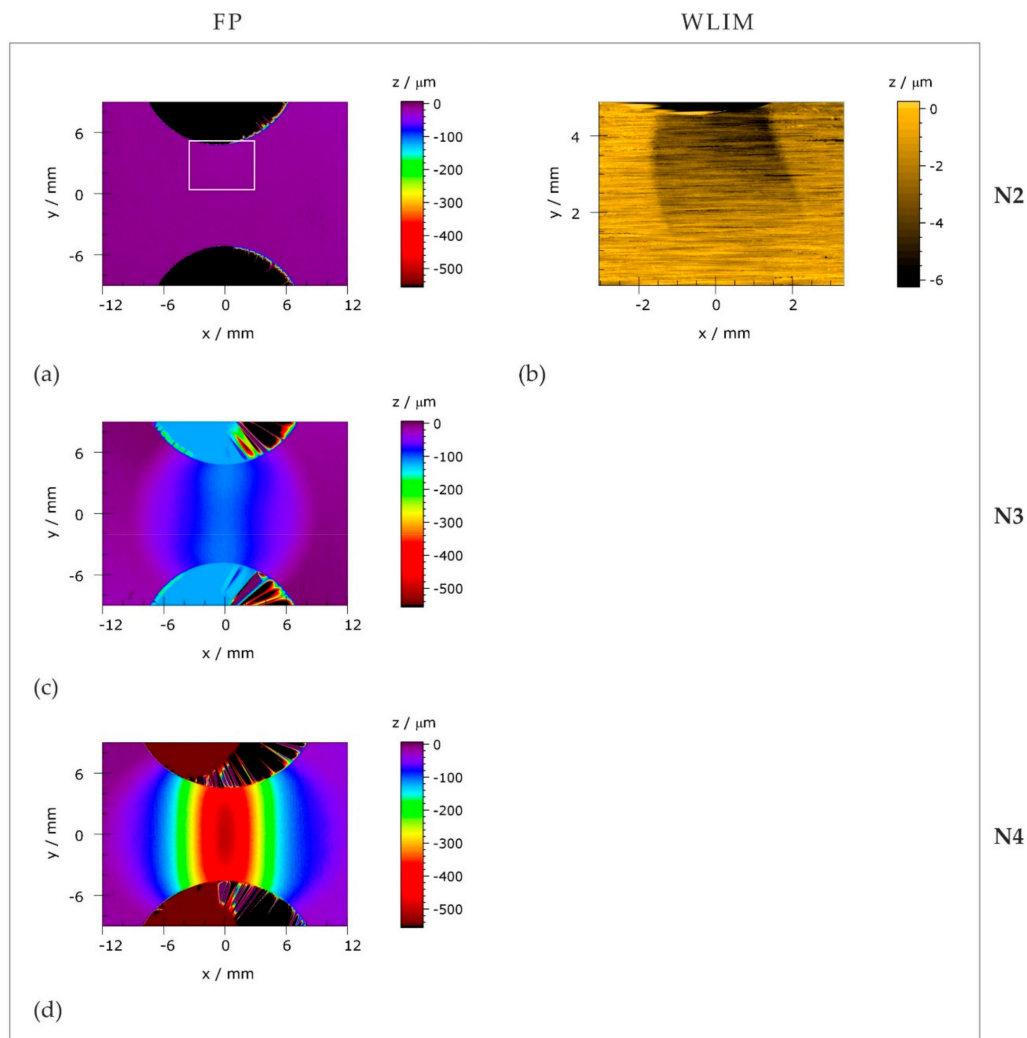 FP WLIM
z / μm
0
-100
-200
-300
-400
-500
y / mm
6
0
-6
-12 -6 0 6 12
x / mm
(a)
z / μm
0
-2
-4
-6
y / mm
4
2
-2 0 2
x / mm
(b)
N2
z / μm
0
-100
-200
-300
-400
-500
y / mm
6
0
-6
-12 -6 0 6 12
x / mm
(c)
N3
z / μm
0
-100
-200
-300
-400
-500
y / mm
6
0
-6
-12 -6 0 6 12
x / mm
(d)
N4